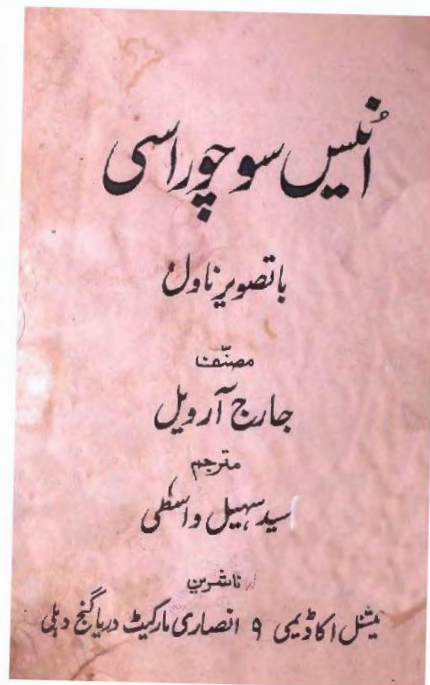 اُنیس سو چوراسی
باتصویر ناول
مصنّفہ
جارج آرویل
مترجم
سید سہیل واسطی
ناشرین
نیشنل اکاڈیمی ۹ انصاری مارکیٹ دریا گنج دہلی